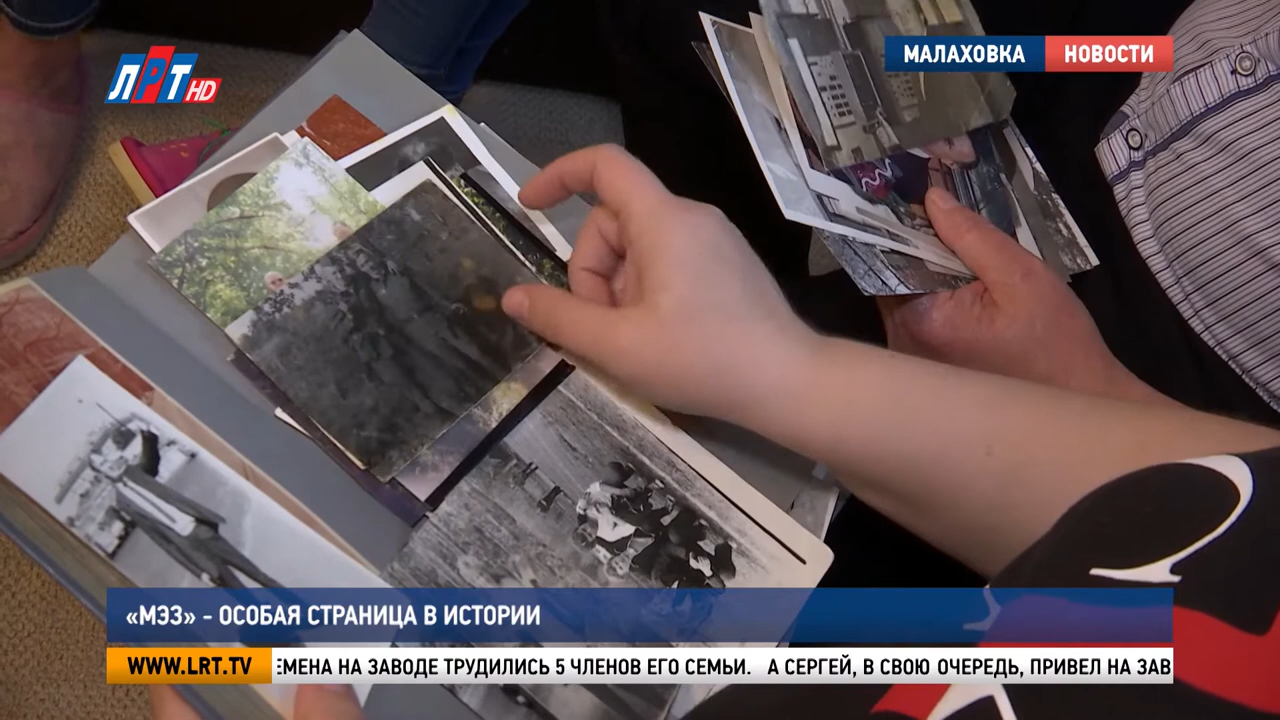 ЛРТ HD
МАЛАХОВКА НОВОСТИ
«МЭЗ» - ОСОБАЯ СТРАНИЦА В ИСТОРИИ
WWW.LRT.TV ЕМЕНА НА ЗАВОДЕ ТРУДИЛИСЬ 5 ЧЛЕНОВ ЕГО СЕМЬИ. А СЕРГЕЙ, В СВОЮ ОЧЕРЕДЬ, ПРИВЕЛ НА ЗАВ